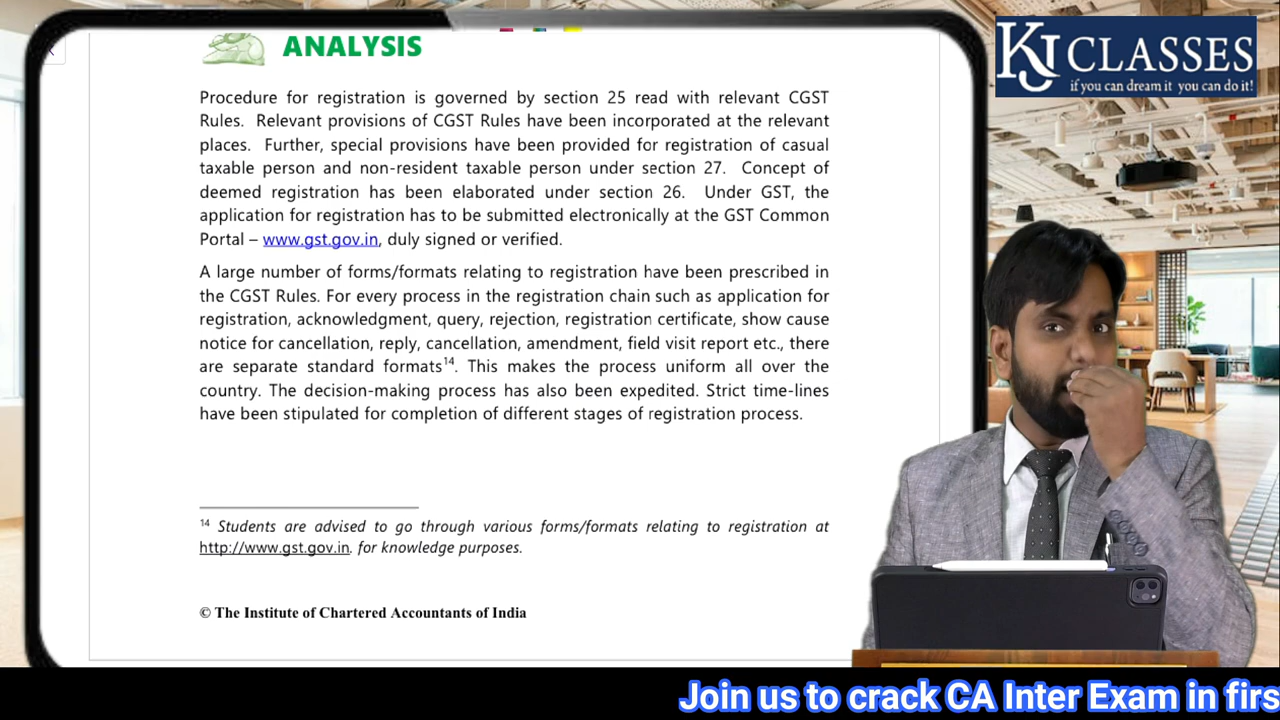 ANALYSIS
KJ CLASSES
if you can dream it you can do it!
Procedure for registration is governed by section 25 read with relevant CGST
Rules. Relevant provisions of CGST Rules have been incorporated at the relevant
places. Further, special provisions have been provided for registration of casual
taxable person and non-resident taxable person under section 27. Concept of
deemed registration has been elaborated under section 26. Under GST, the
application for registration has to be submitted electronically at the GST Common
Portal – www.gst.gov.in, duly signed or verified.
A large number of forms/formats relating to registration have been prescribed in
the CGST Rules. For every process in the registration chain such as application for
registration, acknowledgment, query, rejection, registration certificate, show cause
notice for cancellation, reply, cancellation, amendment, field visit report etc., there
are separate standard formats14. This makes the process uniform all over the
country. The decision-making process has also been expedited. Strict time-lines
have been stipulated for completion of different stages of registration process.
14 Students are advised to go through various forms/formats relating to registration at
http://www.gst.gov.in. for knowledge purposes.
© The Institute of Chartered Accountants of India
Join us to crack CA Inter Exam in firs